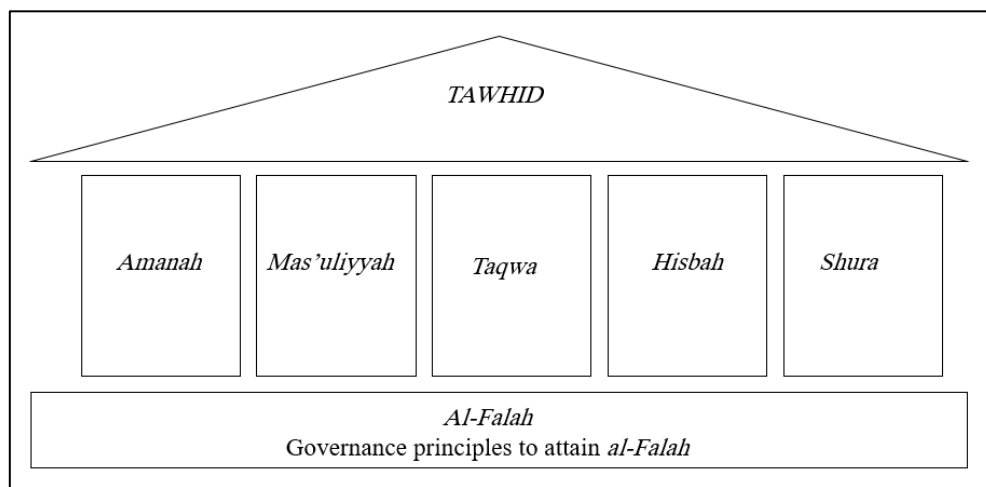 TAWHID
Amanah
Mas’uliyyah
Taqwa
Hisbah
Shura
Al-Falah
Governance principles to attain al-Falah